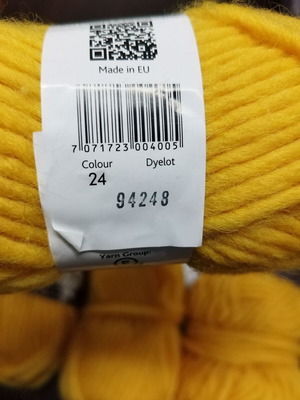 Made in EU
7 071723 004005
Colour Dyelot
24
94248
Yarn Group: